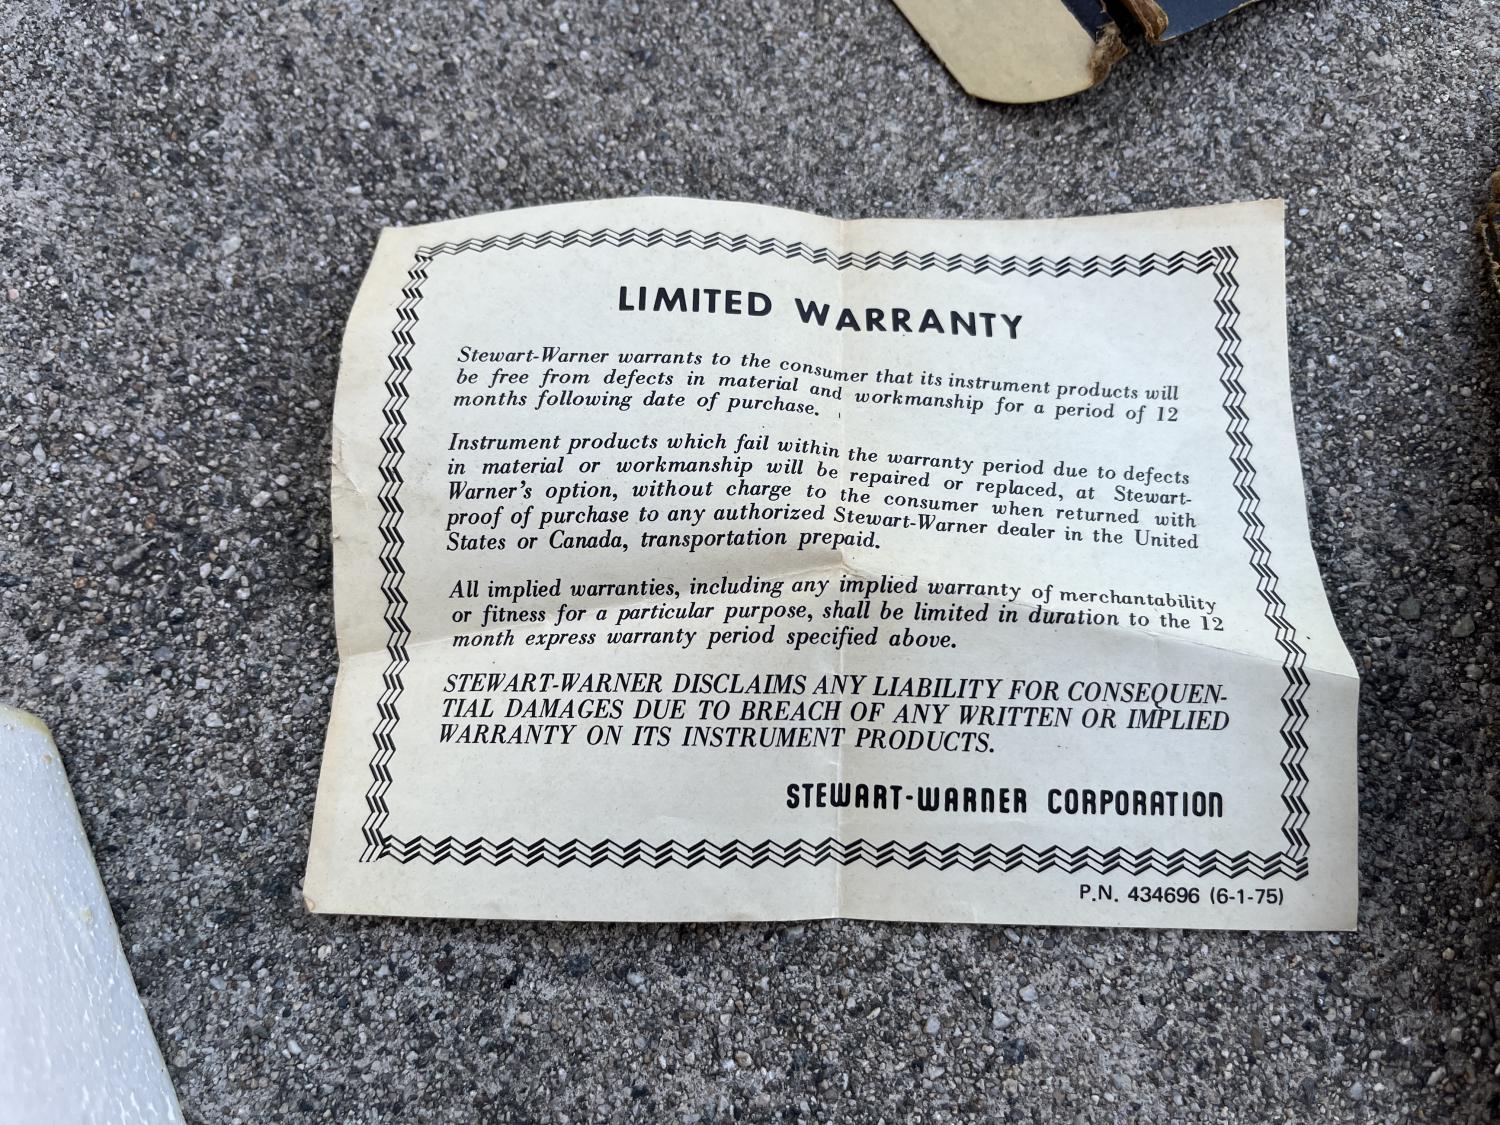 LIMITED WARRANTY
Stewart-Warner warrants to the consumer that its instrument products will
be free from defects in material and workmanship for a period of 12
months following date of purchase.
Instrument products which fail within the warranty period due to defects
in material or workmanship will be repaired or replaced, at Stewart-
Warner's option, without charge to the consumer when returned with
proof of purchase to any authorized Stewart-Warner dealer in the United
States or Canada, transportation prepaid.
All implied warranties, including any implied warranty of merchantability
or fitness for a particular purpose, shall be limited in duration to the 12
month express warranty period specified above.
STEWART-WARNER DISCLAIMS ANY LIABILITY FOR CONSEQUEN-
TIAL DAMAGES DUE TO BREACH OF ANY WRITTEN OR IMPLIED
WARRANTY ON ITS INSTRUMENT PRODUCTS.
STEWART-WARNER CORPORATION
P.N. 434696 (6-1-75)